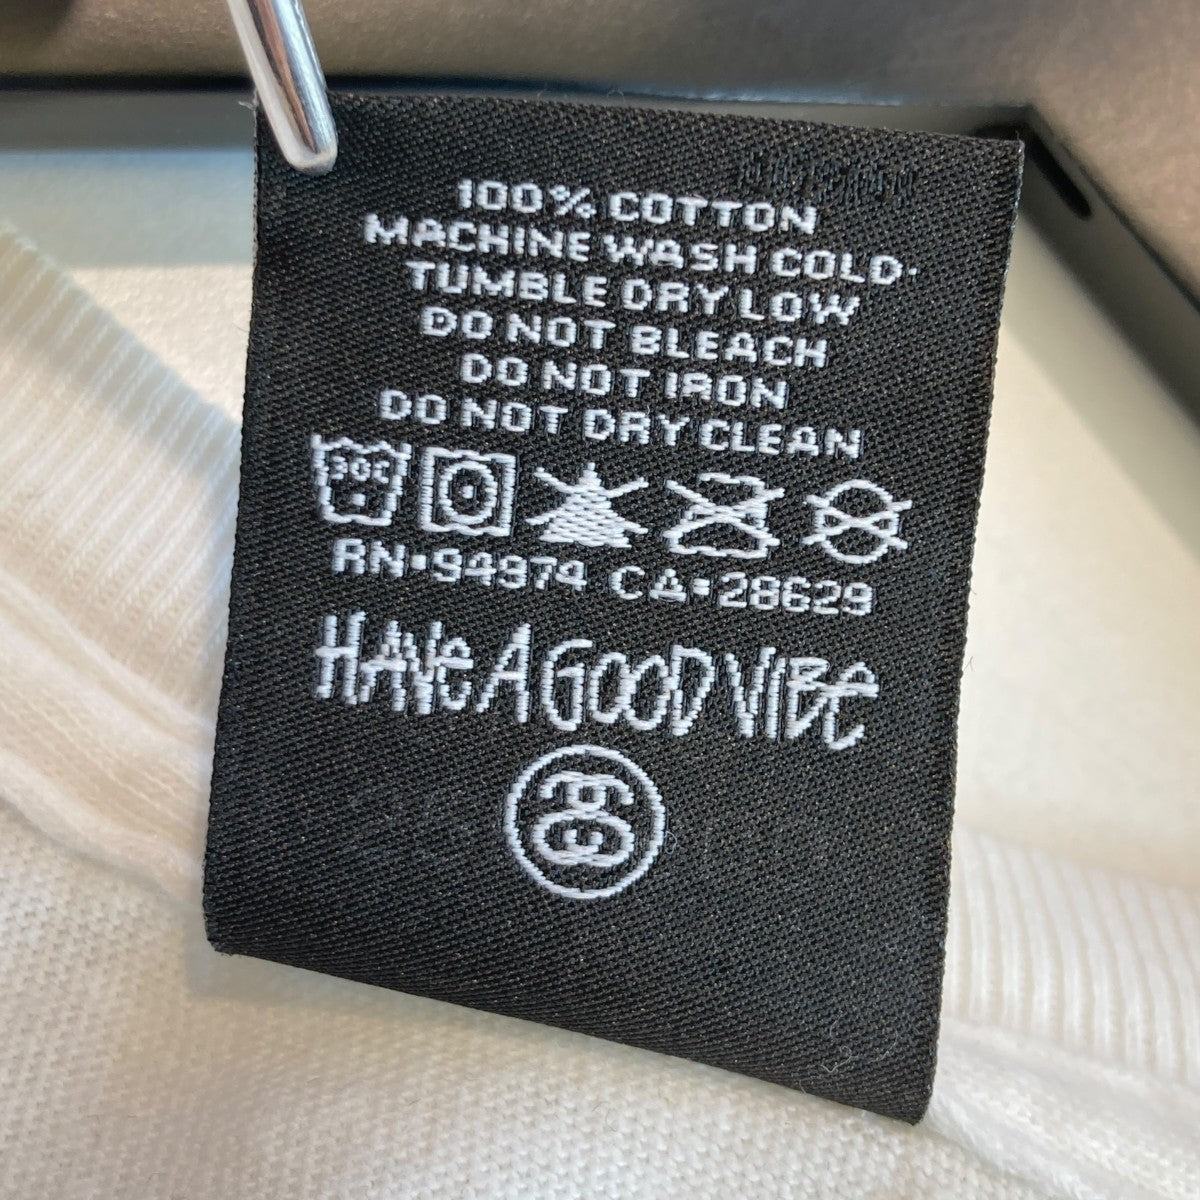 100% COTTON
MACHINE WASH COLD·
TUMBLE DRY LOW
DO NOT BLEACH
DO NOT IRON
DO NOT DRY CLEAN
30C
RN·94974 CA·28629
HAVE A GOOD VIBE